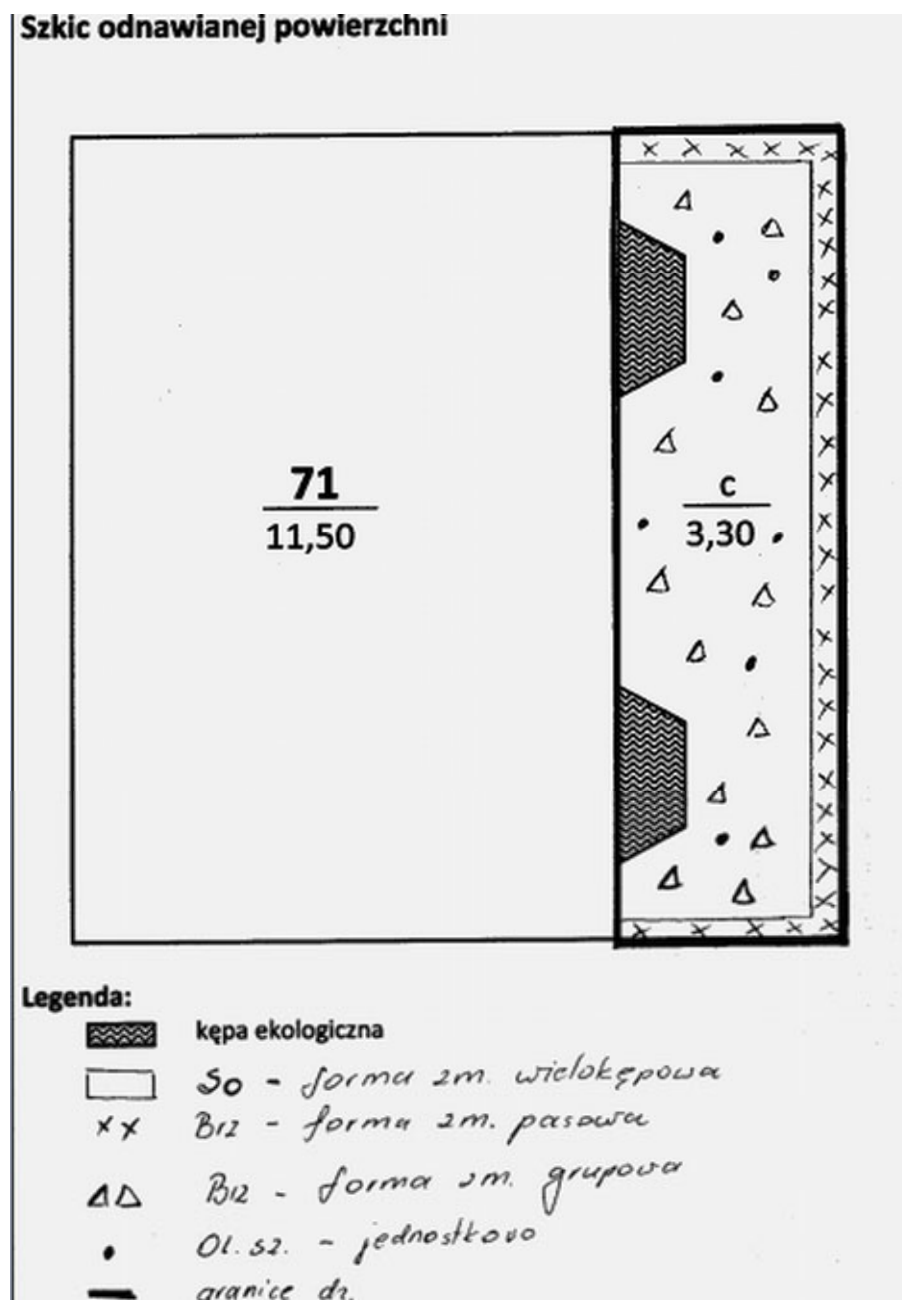 Szkic odnawianej powierzchni
71
11,50
c
3,30
Legenda:
kępa ekologiczna
So - forma zm. wielokępowa
Brz - forma zm. pasowa
Brz - forma zm. grupowa
Ol. sz. - jednostkowo
granice dz.